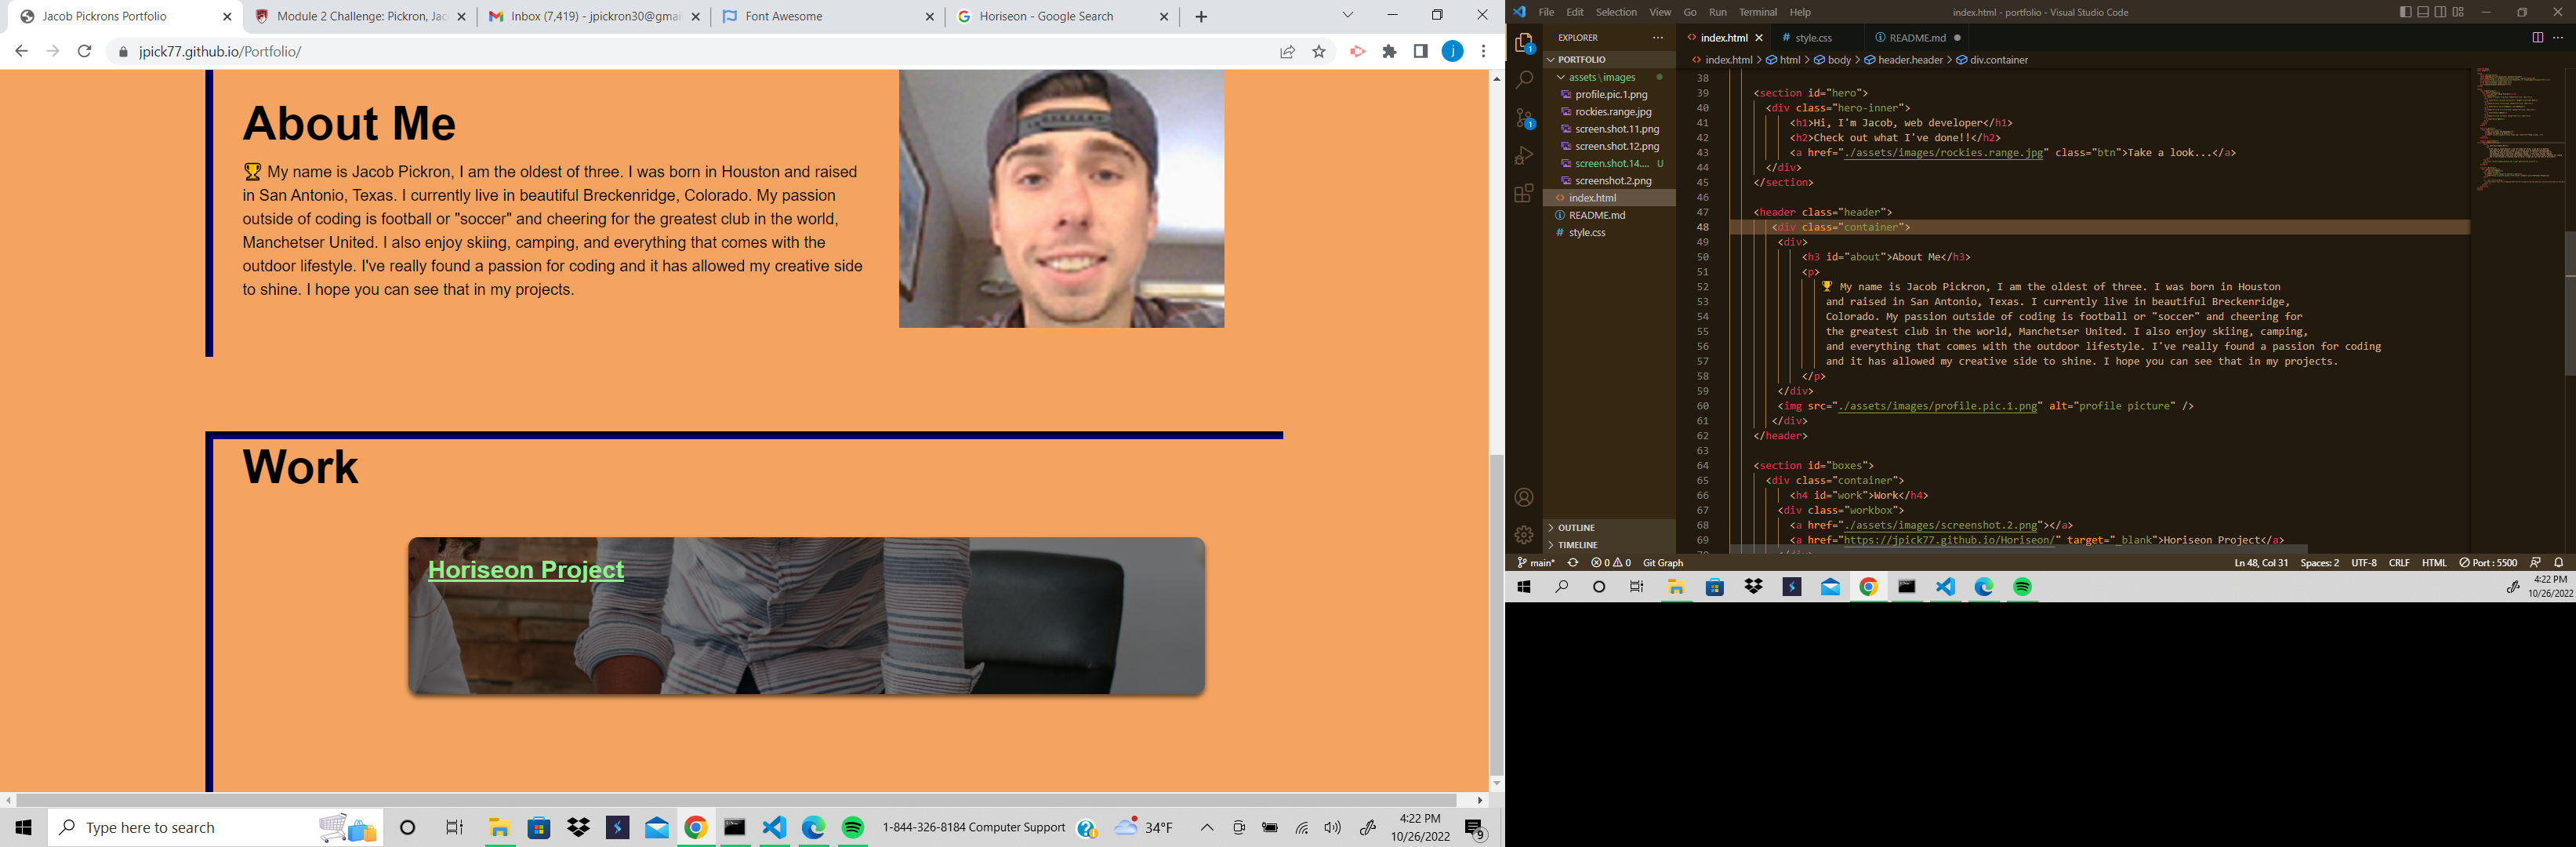 Jacob Pickrons Portfolio
Module 2 Challenge: Pickron, Jac
Inbox (7,419) - jpickron30@gmai
Font Awesome
Horiseon - Google Search
jpick77.github.io/Portfolio/
j
About Me
🏆 My name is Jacob Pickron, I am the oldest of three. I was born in Houston and raised
in San Antonio, Texas. I currently live in beautiful Breckenridge, Colorado. My passion
outside of coding is football or "soccer" and cheering for the greatest club in the world,
Manchetser United. I also enjoy skiing, camping, and everything that comes with the
outdoor lifestyle. I've really found a passion for coding and it has allowed my creative side
to shine. I hope you can see that in my projects.
Work
Horiseon Project
Type here to search
1-844-326-8184 Computer Support
34°F
4:22 PM
10/26/2022
9
File Edit Selection View Go Run Terminal Help
index.html - portfolio - Visual Studio Code
EXPLORER
index.html
style.css
README.md
PORTFOLIO
index.html > html > body > header.header > div.container
assets\images
profile.pic.1.png
rockies.range.jpg
screen.shot.11.png
screen.shot.12.png
screen.shot.14.... U
screenshot.2.png
index.html
README.md
style.css
OUTLINE
TIMELINE
1
1
38
39 <section id="hero">
40 <div class="hero-inner">
41 <h1>Hi, I'm Jacob, web developer</h1>
42 <h2>Check out what I've done!!</h2>
43 <a href="./assets/images/rockies.range.jpg" class="btn">Take a look...</a>
44 </div>
45 </section>
46
47 <header class="header">
48 <div class="container">
49 <div>
50 <h3 id="about">About Me</h3>
51 <p>
52 🏆 My name is Jacob Pickron, I am the oldest of three. I was born in Houston
53 and raised in San Antonio, Texas. I currently live in beautiful Breckenridge,
54 Colorado. My passion outside of coding is football or "soccer" and cheering for
55 the greatest club in the world, Manchetser United. I also enjoy skiing, camping,
56 and everything that comes with the outdoor lifestyle. I've really found a passion for coding
57 and it has allowed my creative side to shine. I hope you can see that in my projects.
58 </p>
59 </div>
60 <img src="./assets/images/profile.pic.1.png" alt="profile picture" />
61 </div>
62 </header>
63
64 <section id="boxes">
65 <div class="container">
66 <h4 id="work">Work</h4>
67 <div class="workbox">
68 <a href="./assets/images/screenshot.2.png"></a>
69 <a href="https://jpick77.github.io/Horiseon/" target="_blank">Horiseon Project</a>
main*
0 0
Git Graph
Ln 48, Col 31
Spaces: 2
UTF-8
CRLF
HTML
Port : 5500
4:22 PM
10/26/2022